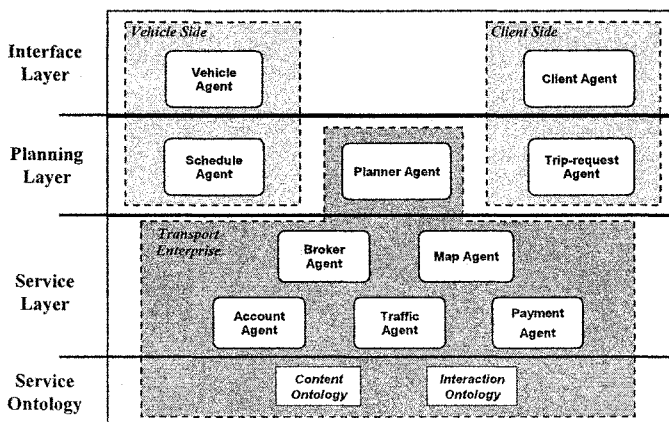 Vehicle Side
Client Side
Interface
Layer
Vehicle
Agent
Client Agent
Planning
Layer
Schedule
Agent
Planner Agent
Trip-request
Agent
Transport
Enterprise
Broker
Agent
Map Agent
Service
Layer
Account
Agent
Traffic
Agent
Payment
Agent
Service
Ontology
Content
Ontology
Interaction
Ontology